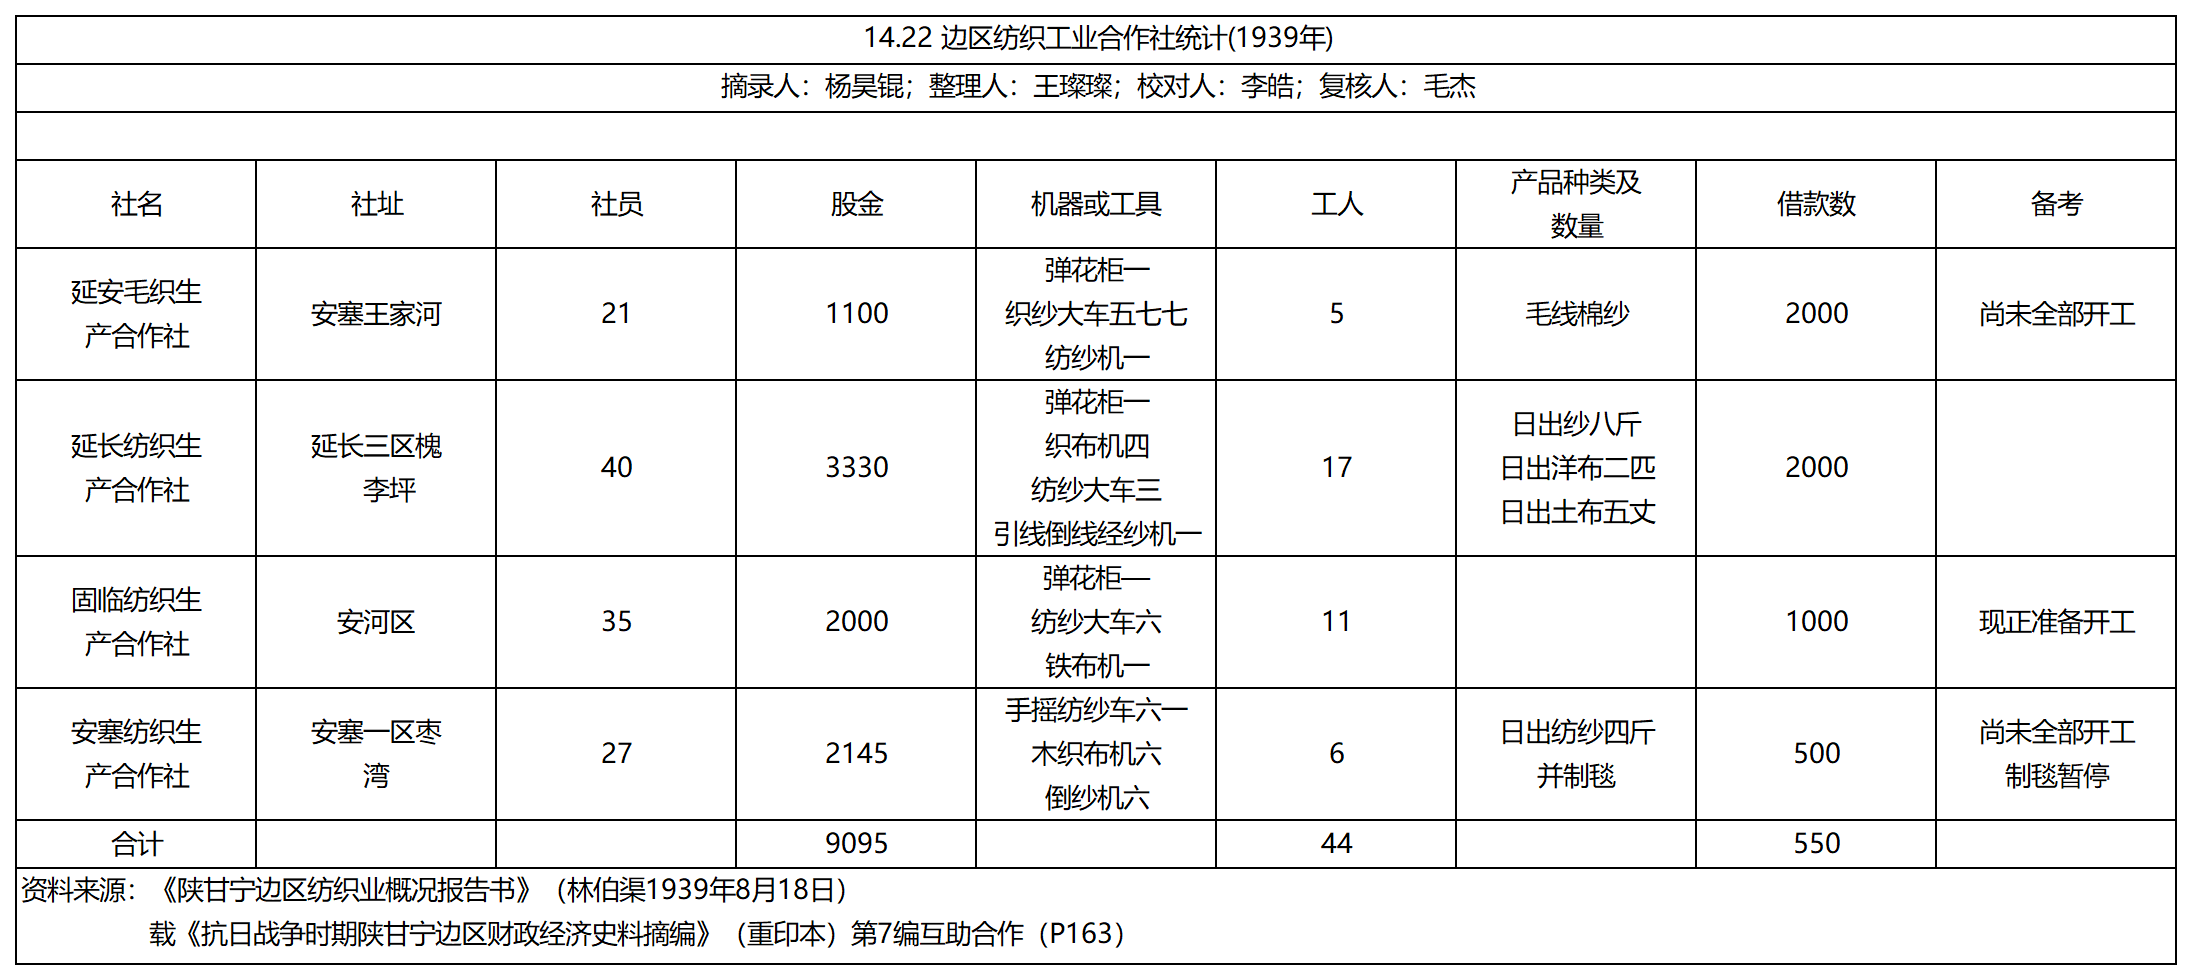 14.22 边区纺织工业合作社统计(1939年)
摘录人：杨昊锟；整理人：王璨璨；校对人：李皓；复核人：毛杰
社名 社址 社员 股金 机器或工具 工人 产品种类及 借款数 备考
数量
延安毛织生
产合作社
安塞王家河
21
1100
弹花柜一
织纱大车五七七
纺纱机一
5
毛线棉纱
2000
尚未全部开工
延长纺织生
产合作社
延长三区槐
李坪
40
3330
弹花柜一
织布机四
纺纱大车三
引线倒线经纱机一
17
日出纱八斤
日出洋布二匹
日出土布五丈
2000
固临纺织生
产合作社
安河区
35
2000
弹花柜—
纺纱大车六
铁布机一
11
1000
现正准备开工
安塞纺织生
产合作社
安塞一区枣
湾
27
2145
手摇纺纱车六一
木织布机六
倒纱机六
6
日出纺纱四斤
并制毯
500
尚未全部开工
制毯暂停
合计 9095 44 550
资料来源：《陕甘宁边区纺织业概况报告书》（林伯渠1939年8月18日）
载《抗日战争时期陕甘宁边区财政经济史料摘编》（重印本）第7编互助合作（P163）